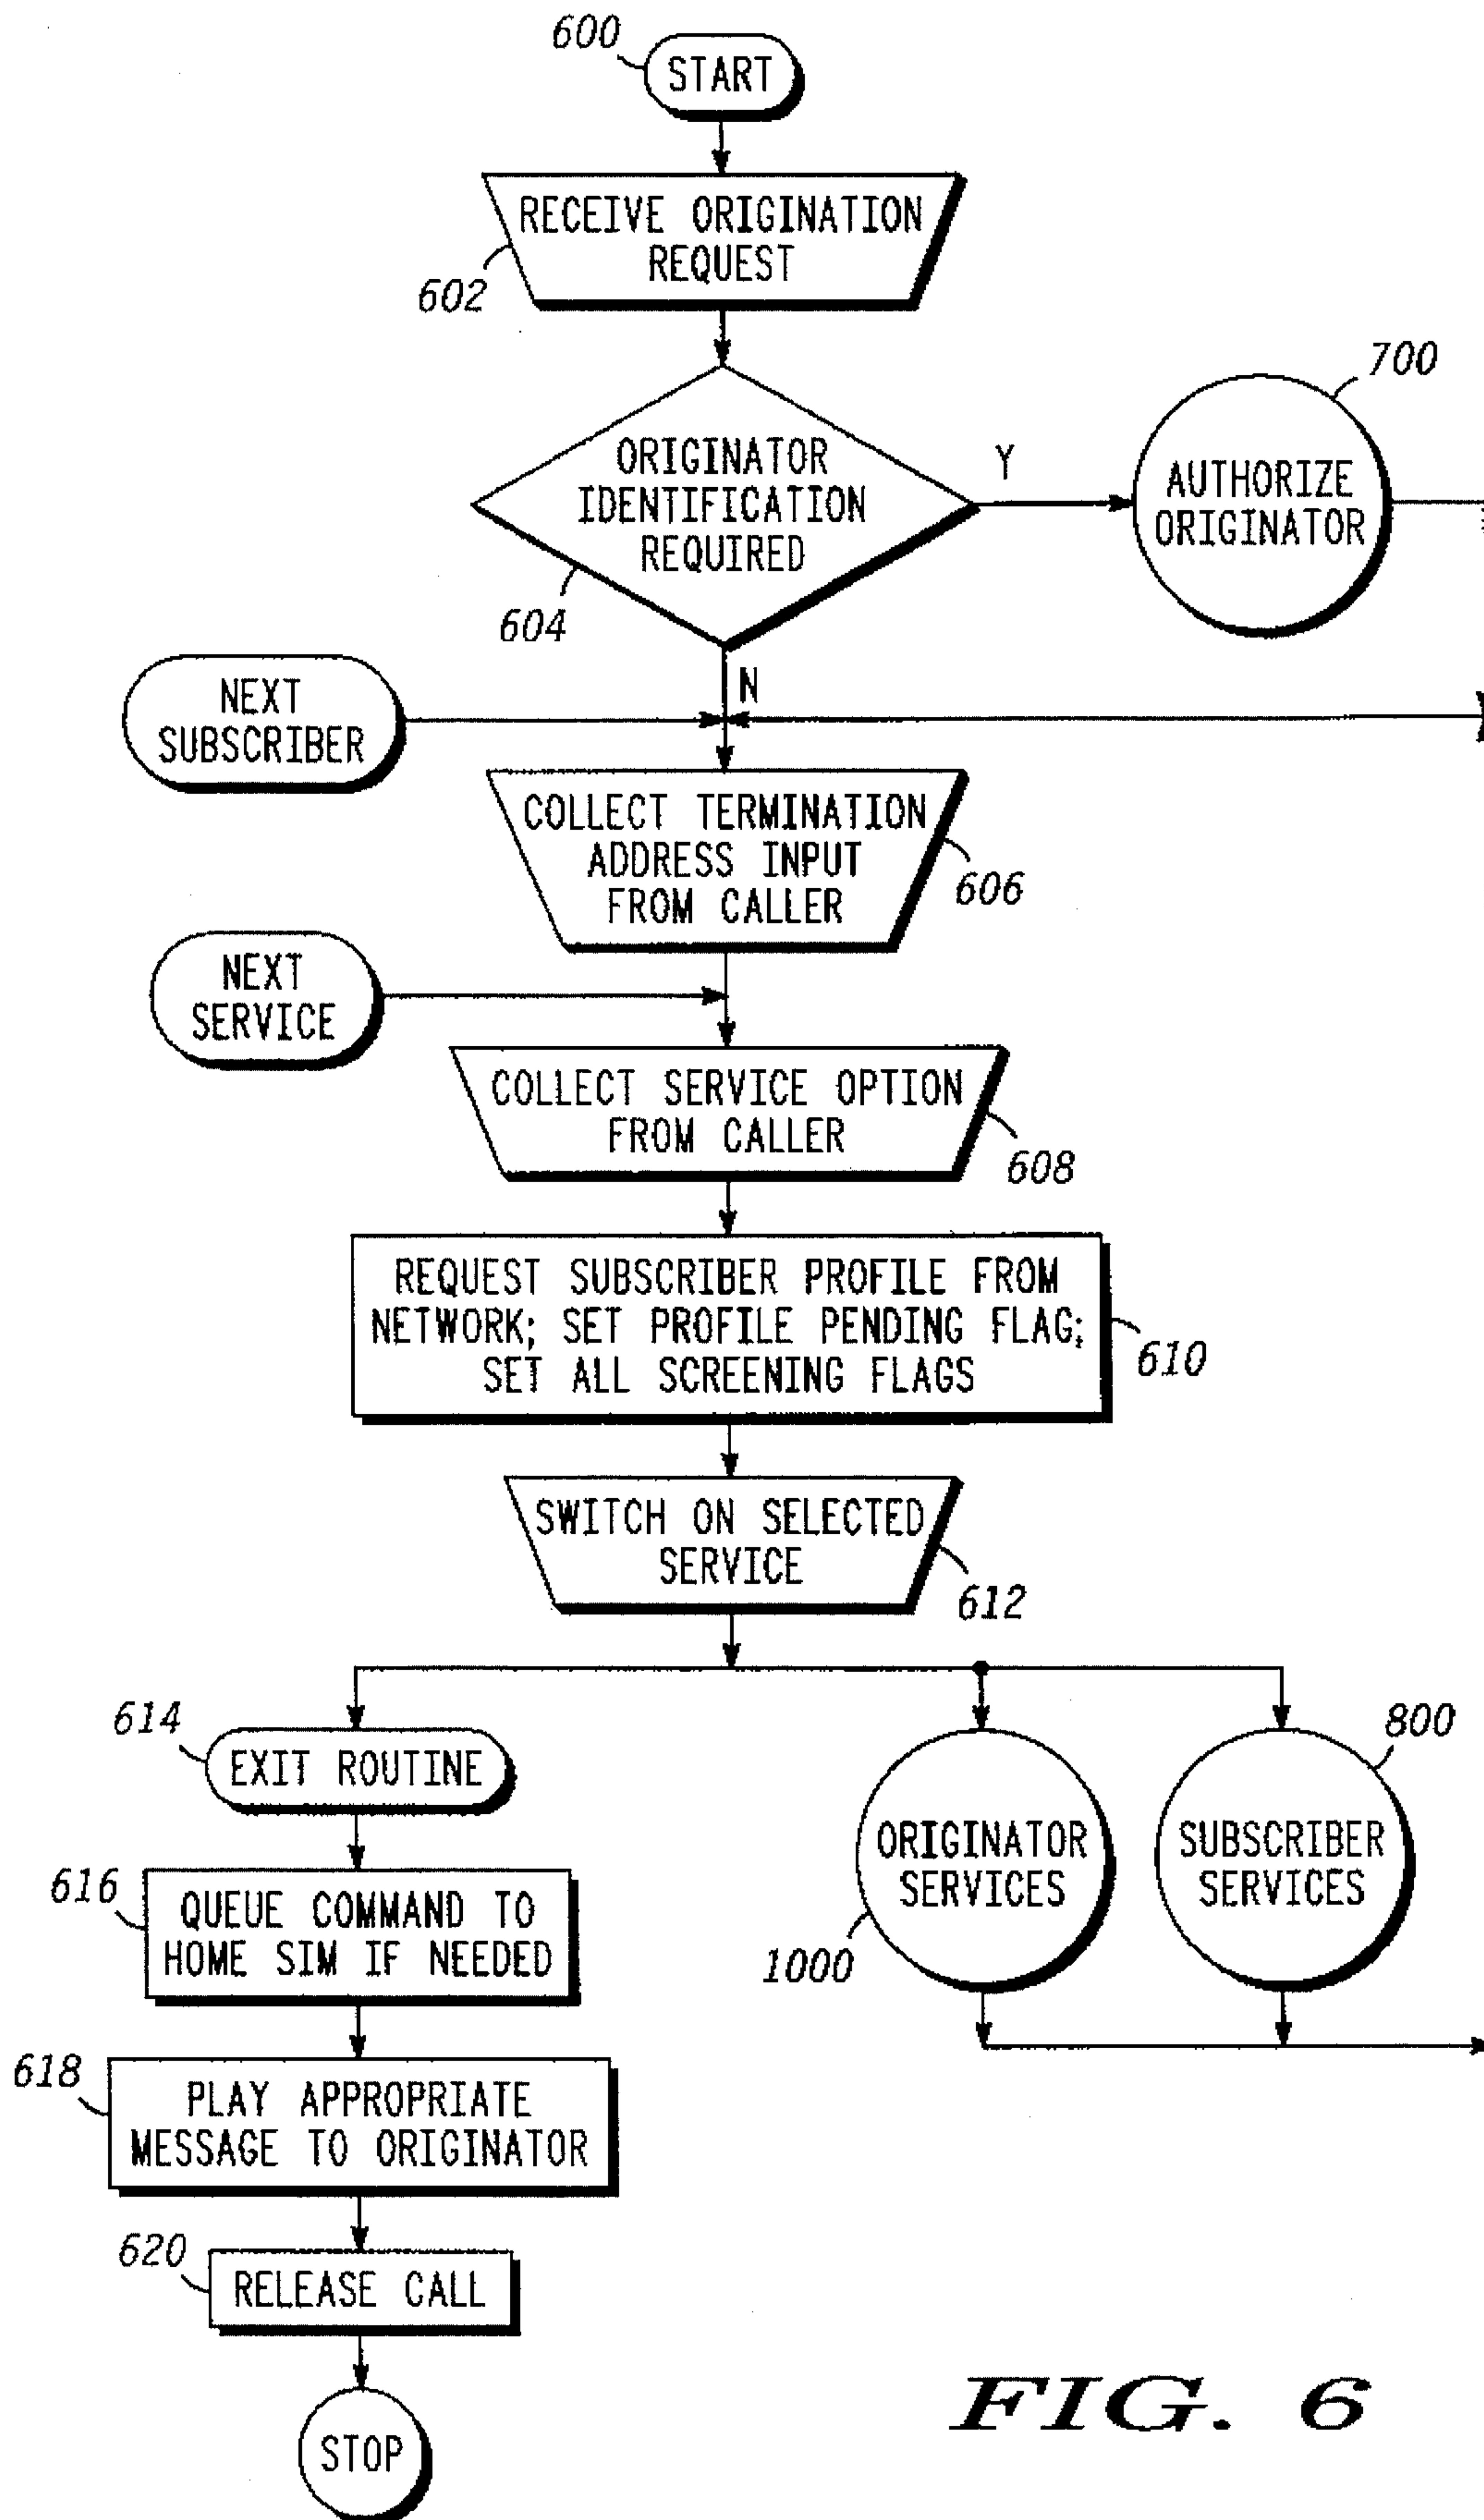 600
START
RECEIVE ORIGINATION
REQUEST
602
700
ORIGINATOR
IDENTIFICATION
REQUIRED
Y
AUTHORIZE
ORIGINATOR
604
N
NEXT
SUBSCRIBER
COLLECT TERMINATION
ADDRESS INPUT
FROM CALLER
606
NEXT
SERVICE
COLLECT SERVICE OPTION
FROM CALLER
608
REQUEST SUBSCRIBER PROFILE FROM
NETWORK; SET PROFILE PENDING FLAG;
SET ALL SCREENING FLAGS
610
SWITCH ON SELECTED
SERVICE
612
614
EXIT ROUTINE
800
ORIGINATOR
SERVICES
1000
SUBSCRIBER
SERVICES
616
QUEUE COMMAND TO
HOME SIM IF NEEDED
618
PLAY APPROPRIATE
MESSAGE TO ORIGINATOR
620
RELEASE CALL
STOP
FIG. 6